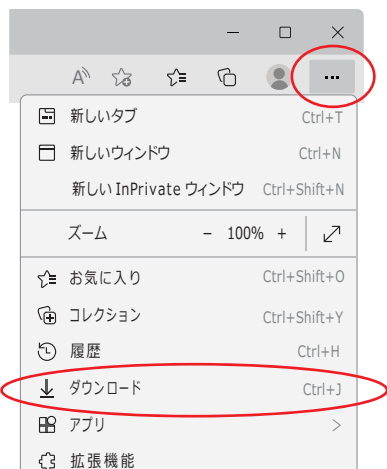 A
新しいタブ Ctrl+T
新しいウィンドウ Ctrl+N
新しい InPrivate ウィンドウ Ctrl+Shift+N
ズーム - 100% +
お気に入り Ctrl+Shift+O
コレクション Ctrl+Shift+Y
履歴 Ctrl+H
ダウンロード Ctrl+J
アプリ
拡張機能